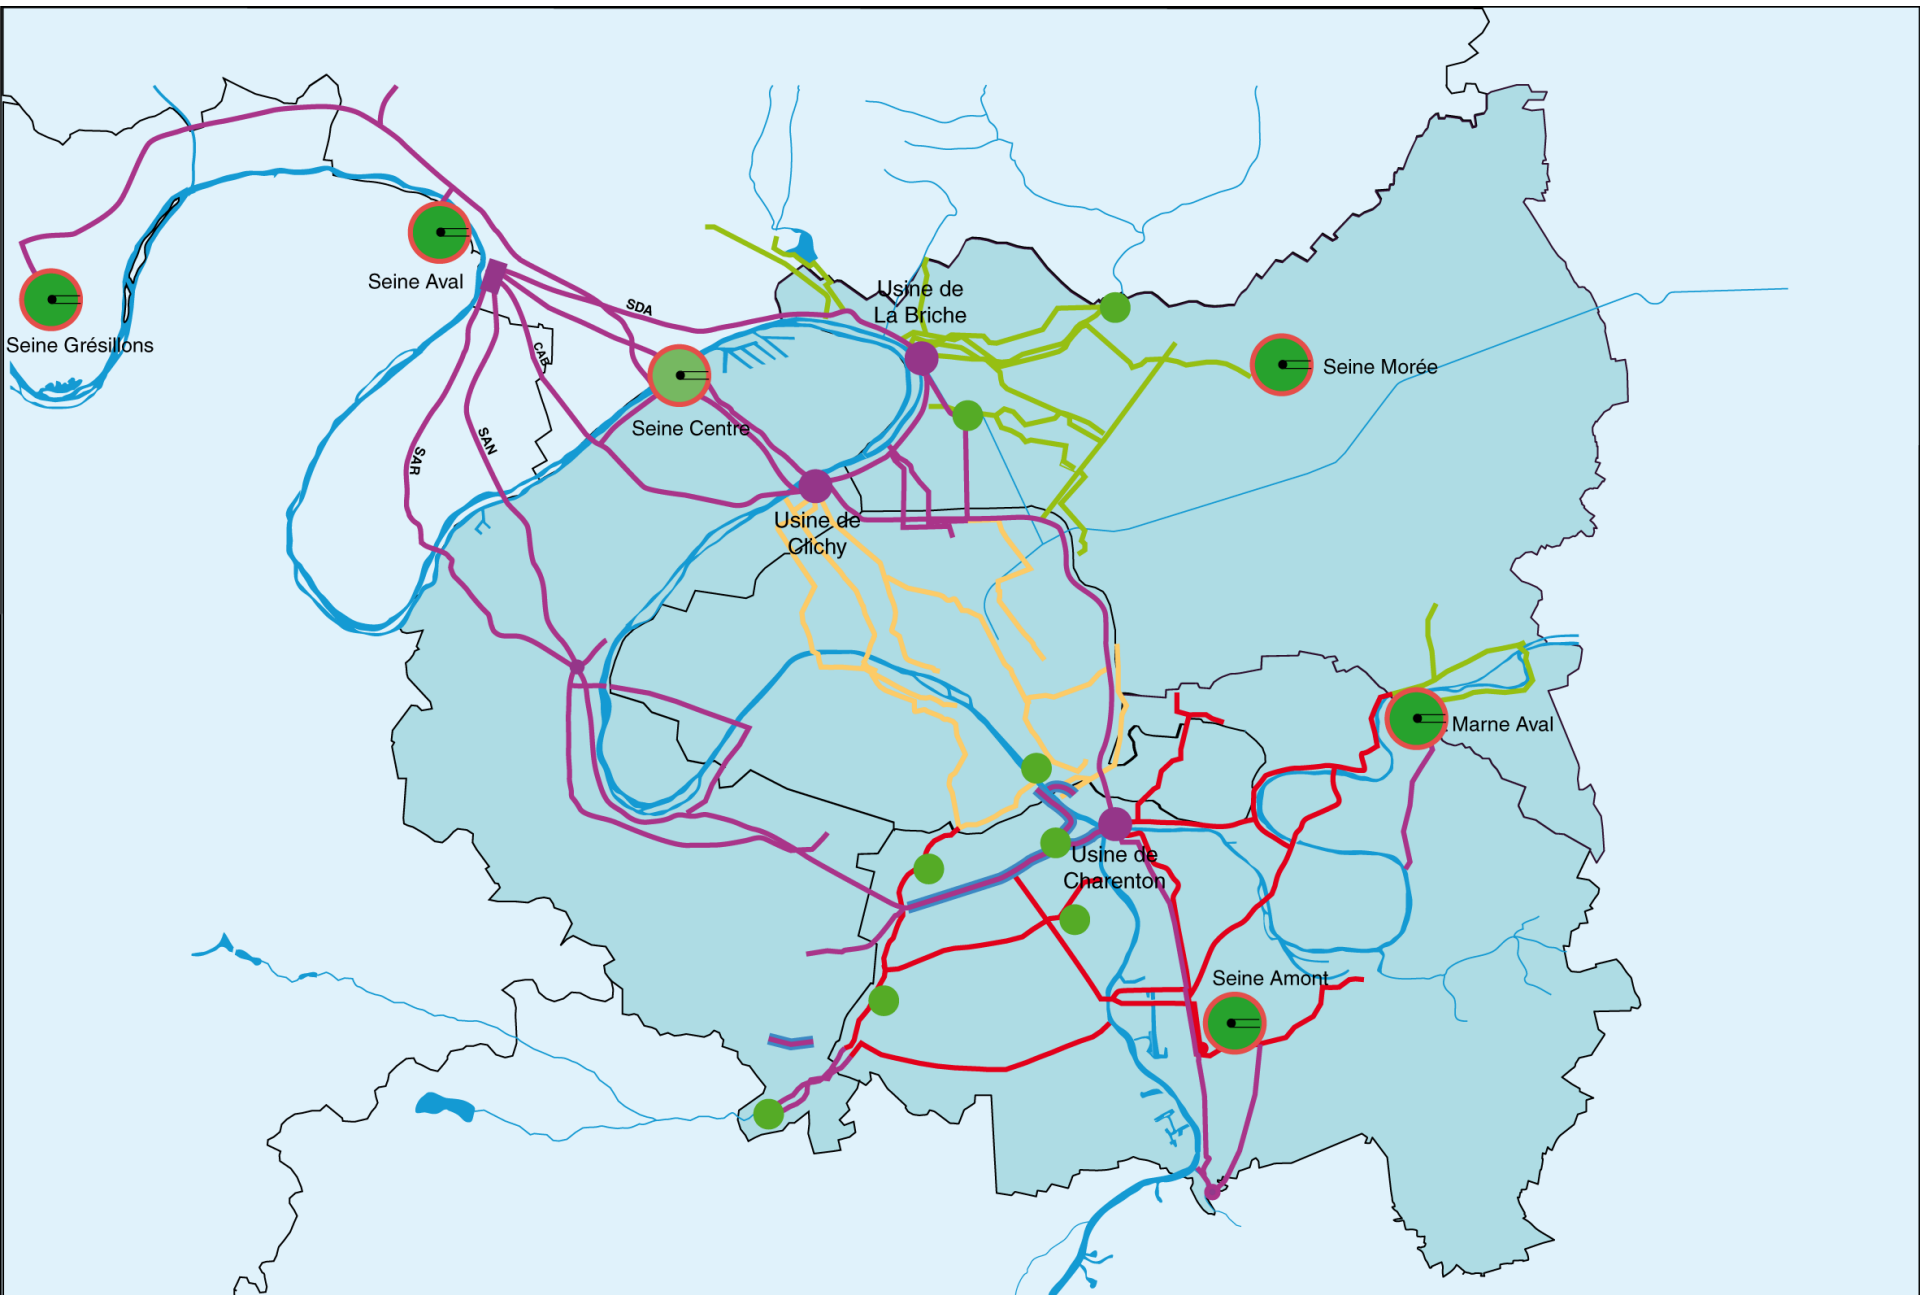 Usine de
La Briche
Seine Aval
SDA
Seine Grésillons
CAB
Seine Morée
Seine Centre
SAN
SAR
Usine de
Clichy
Marne Aval
Usine de
Charenton
Seine Amont